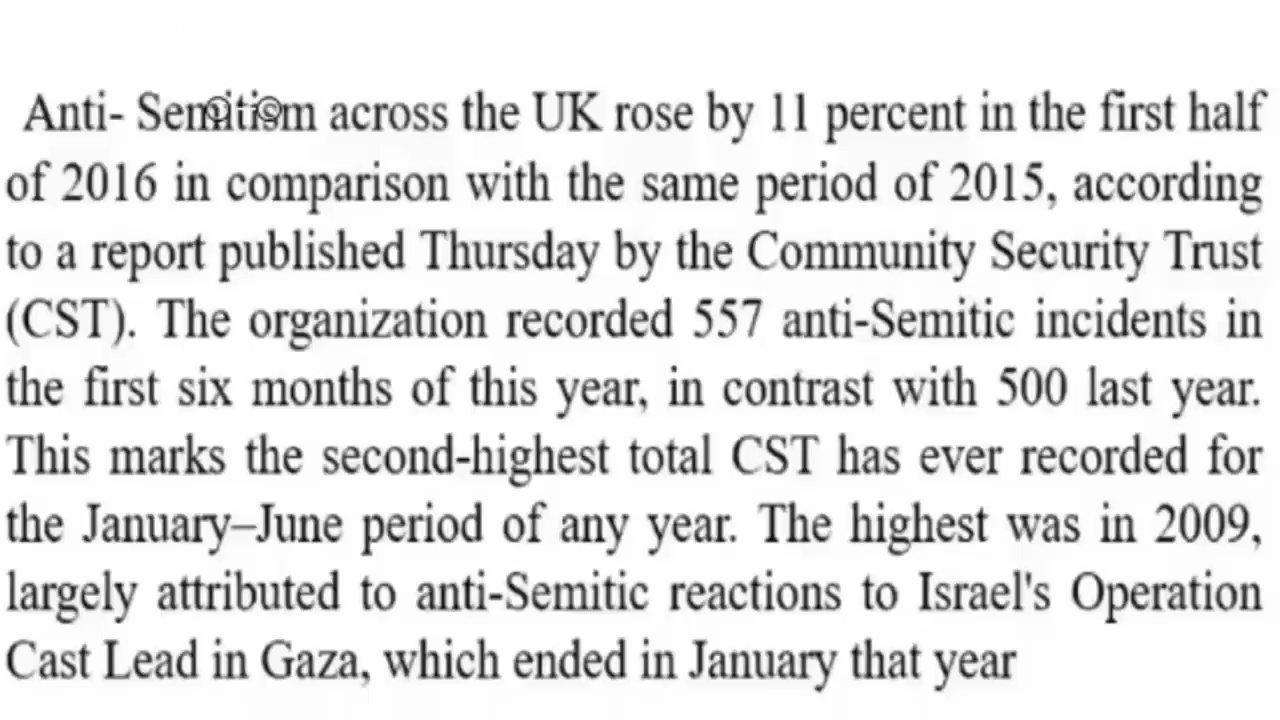 Anti- Semitism across the UK rose by 11 percent in the first half
of 2016 in comparison with the same period of 2015, according
to a report published Thursday by the Community Security Trust
(CST). The organization recorded 557 anti-Semitic incidents in
the first six months of this year, in contrast with 500 last year.
This marks the second-highest total CST has ever recorded for
the January–June period of any year. The highest was in 2009,
largely attributed to anti-Semitic reactions to Israel's Operation
Cast Lead in Gaza, which ended in January that year